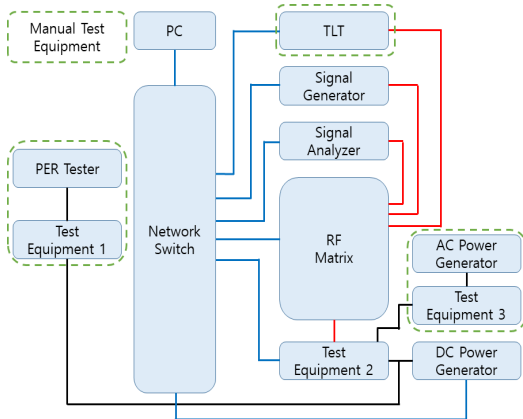 Manual Test
Equipment
PC
TLT
Signal
Generator
Signal
Analyzer
PER Tester
Test
Equipment 1
Network
Switch
RF
Matrix
AC Power
Generator
Test
Equipment 3
Test
Equipment 2
DC Power
Generator